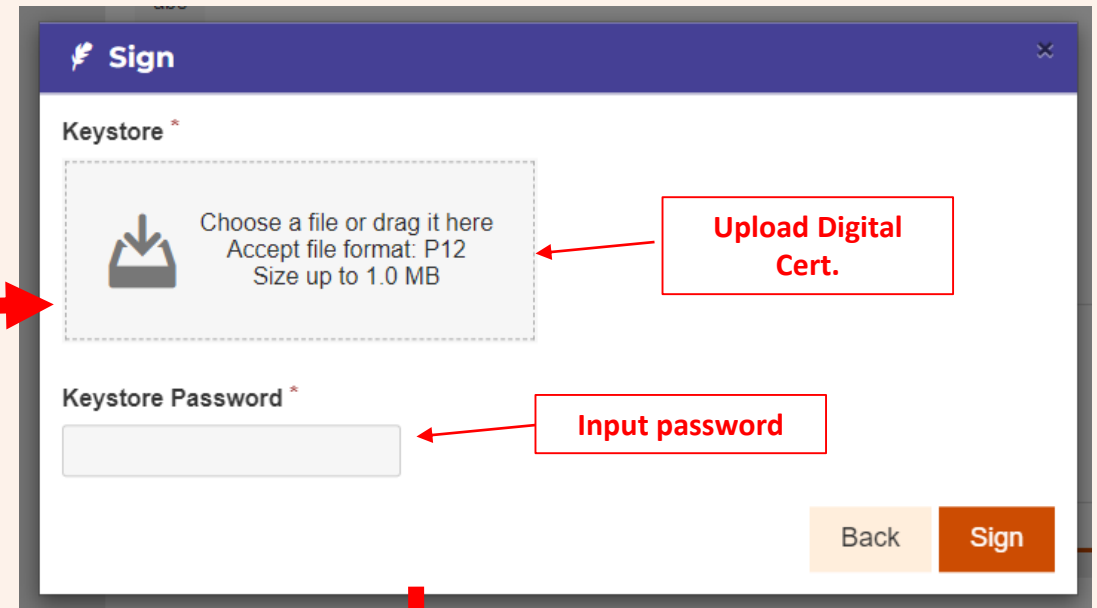 Sign
Keystore *
Choose a file or drag it here
Accept file format: P12
Size up to 1.0 MB
Upload Digital
Cert.
Keystore Password *
Input password
Back
Sign